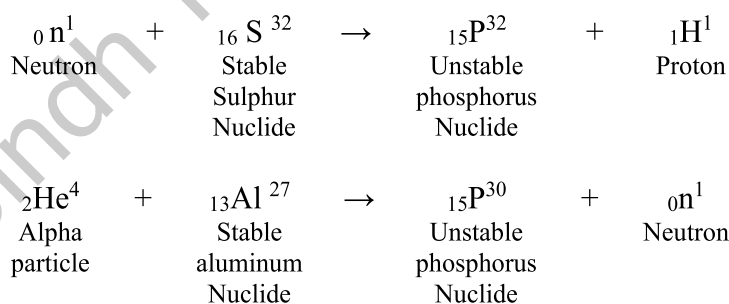 ₀n¹ + ₁₆S³² → ₁₅P³² + ₁H¹
Neutron Stable Unstable Proton
Sulphur phosphorus
Nuclide Nuclide
₂He⁴ + ₁₃Al²⁷ → ₁₅P³⁰ + ₀n¹
Alpha Stable Unstable Neutron
particle aluminum phosphorus
Nuclide Nuclide